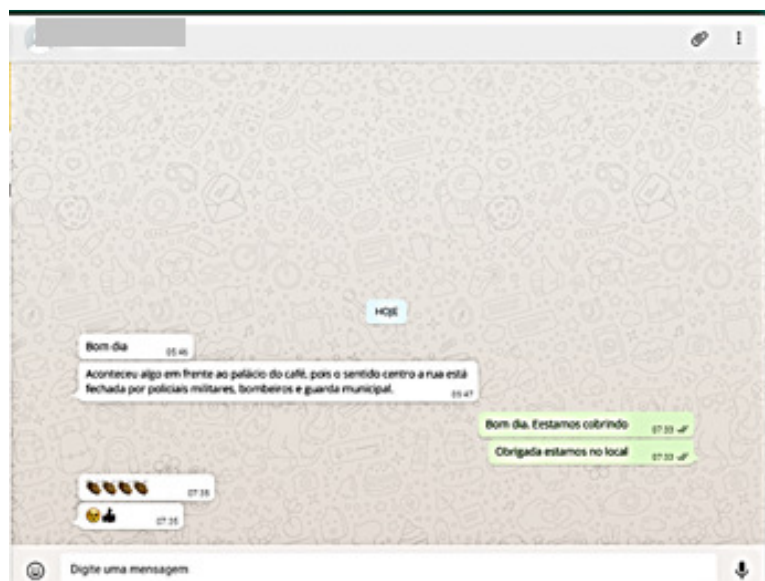 HOJE
Bom dia
05:46
Aconteceu algo em frente ao palácio do café, pois o sentido centro a rua está
fechada por policiais militares, bombeiros e guarda municipal.
05:47
Bom dia. Eestamos cobrindo
07:33
Obrigada estamos no local
07:33
07:35
07:35
Digite uma mensagem